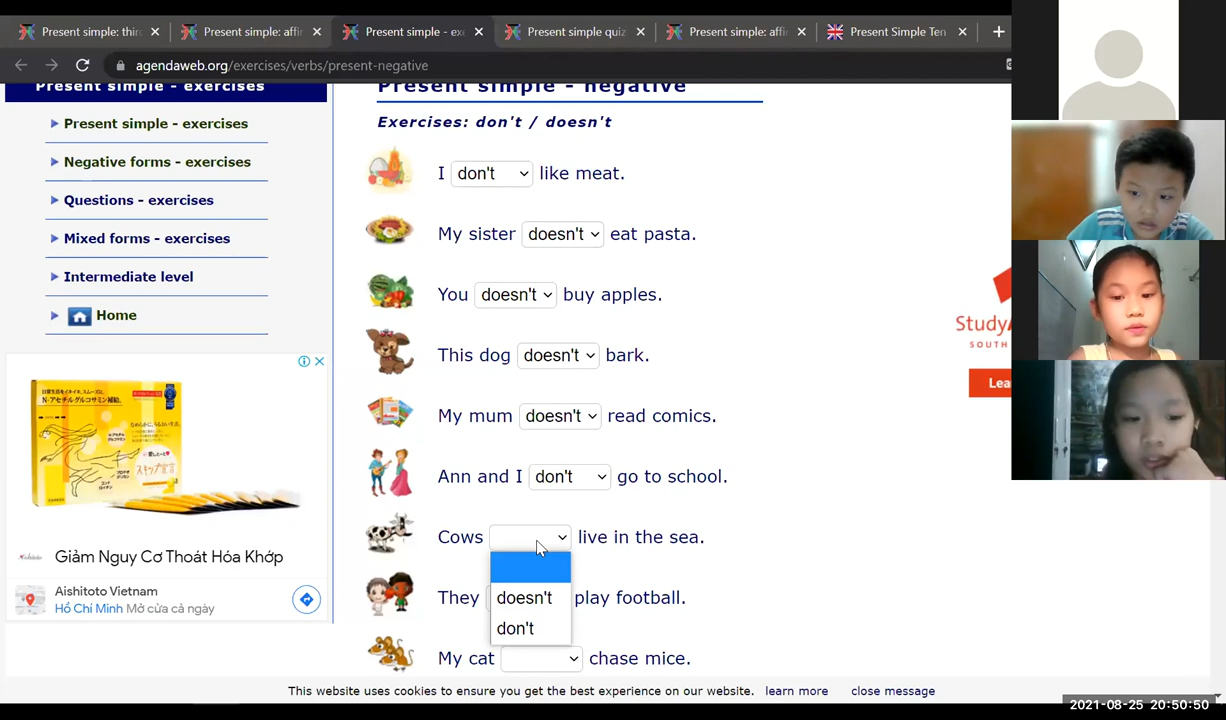 Present simple: thir
Present simple: affir
Present simple - exe
Present simple quiz
Present simple: affir
Present Simple Ten
agendaweb.org/exercises/verbs/present-negative
Present simple - exercises
Present simple - exercises
Negative forms - exercises
Questions - exercises
Mixed forms - exercises
Intermediate level
Home
Giảm Nguy Cơ Thoát Hóa Khớp
Aishitoto Vietnam
Hồ Chí Minh Mở cửa cả ngày
Present simple - negative
Exercises: don't / doesn't
I don't like meat.
My sister doesn't eat pasta.
You doesn't buy apples.
This dog doesn't bark.
My mum doesn't read comics.
Ann and I don't go to school.
Cows live in the sea.
doesn't
don't
They play football.
My cat chase mice.
StudyA
SOUTH
Lea
This website uses cookies to ensure you get the best experience on our website. learn more close message
2021-08-25 20:50:50